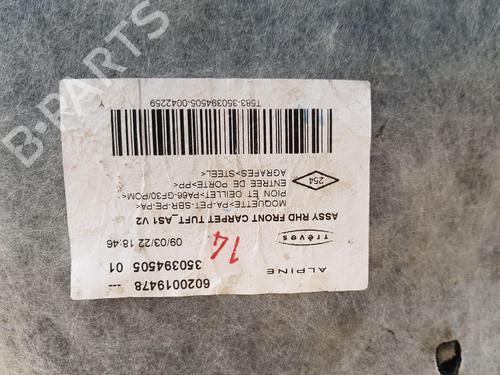 ALPINE
6020019478 ---
350394505 01
trèves
14
09/03/22 18:46
ASSY RHD FRONT CARPET TUFT_AS1 V2
254
MOQUETTE>PA-PET-SBR-PE-PA<
PION ET OEILLET>PA66-GF30/POM<
ENTREE DE PORTE>PP<
AGRAFES>STEEL<
T583-350394505-0042259
Y
B-PARTS